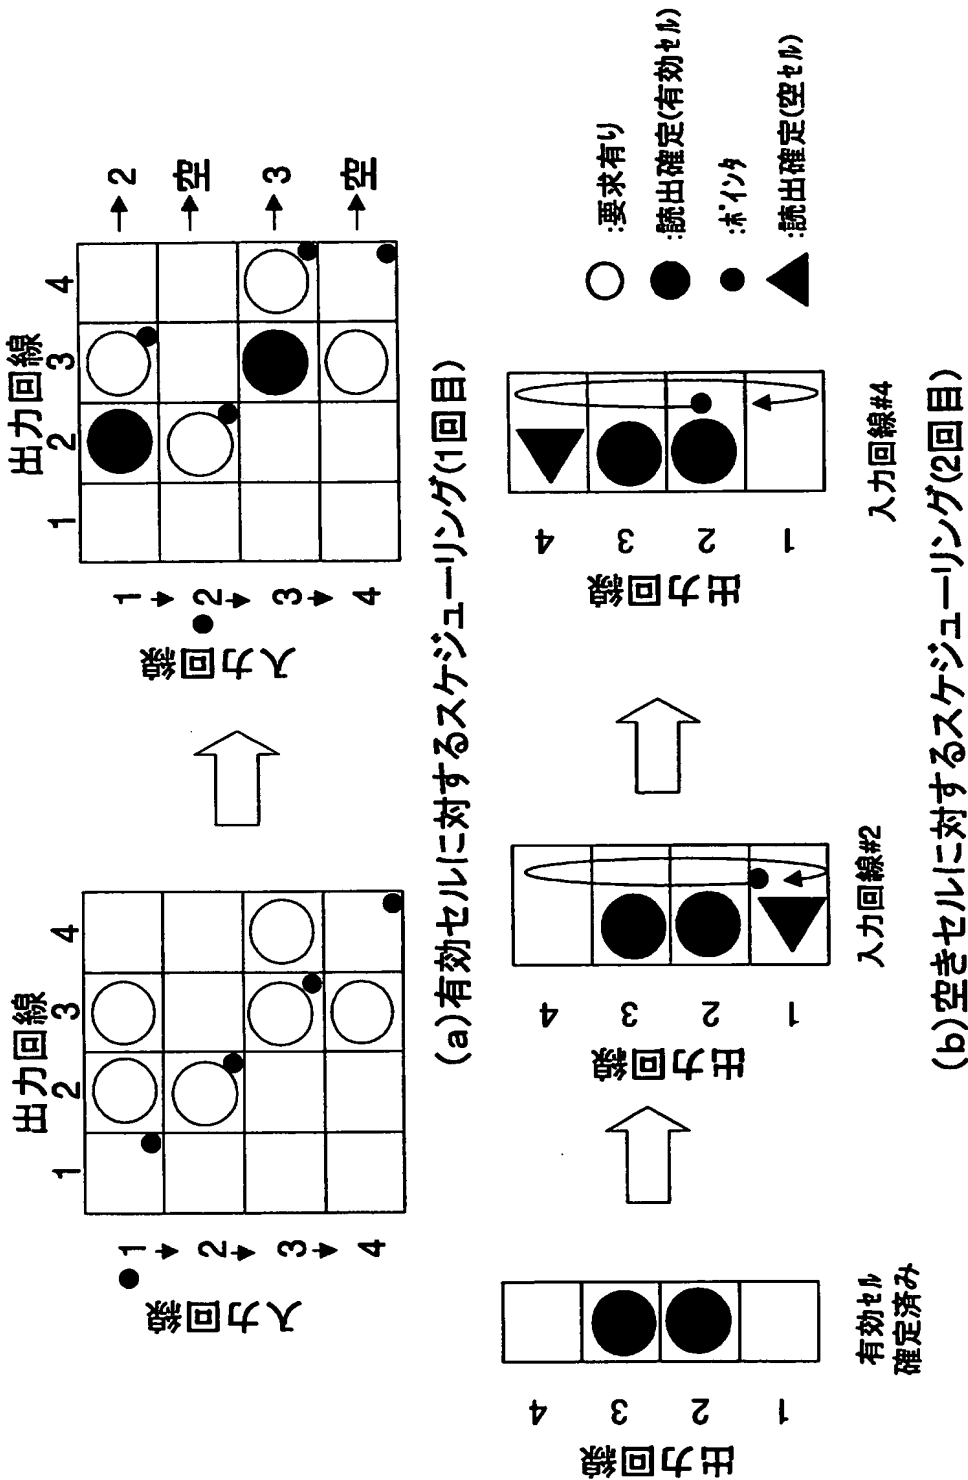 出力回線
1 2 3 4
入力回線
1
2
3
4
出力回線
1 2 3 4
入力回線
1
2
3
4
→2
→空
→3
→空
(a)有効セルに対するスケジューリング(1回目)
出力回線
4
3
2
1
有効ｾﾙ
確定済み
出力回線
4
3
2
1
入力回線#2
出力回線
4
3
2
1
入力回線#4
:要求有り
:読出確定(有効ｾﾙ)
:ﾎﾟｲﾝﾀ
:読出確定(空ｾﾙ)
(b)空きセルに対するスケジューリング(2回目)